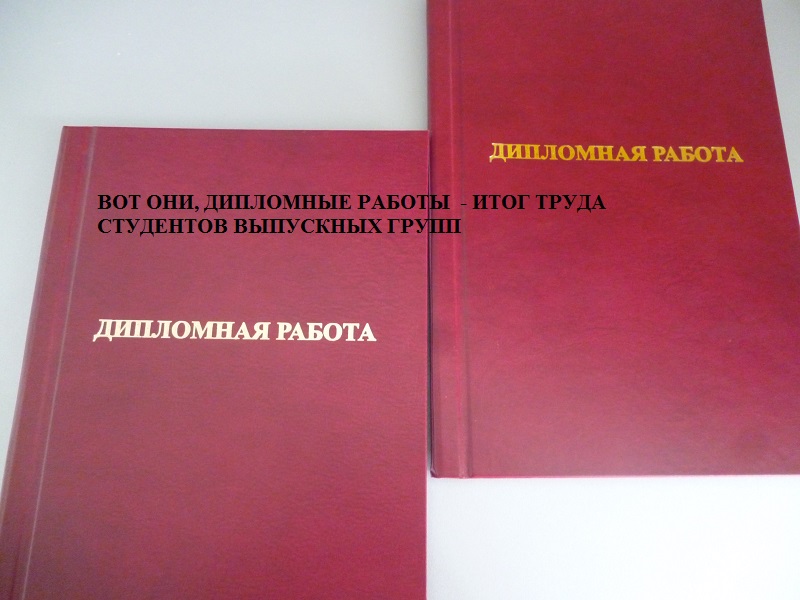 ДИПЛОМНАЯ РАБОТА
ВОТ ОНИ, ДИПЛОМНЫЕ РАБОТЫ - ИТОГ ТРУДА
СТУДЕНТОВ ВЫПУСКНЫХ ГРУПП
ДИПЛОМНАЯ РАБОТА